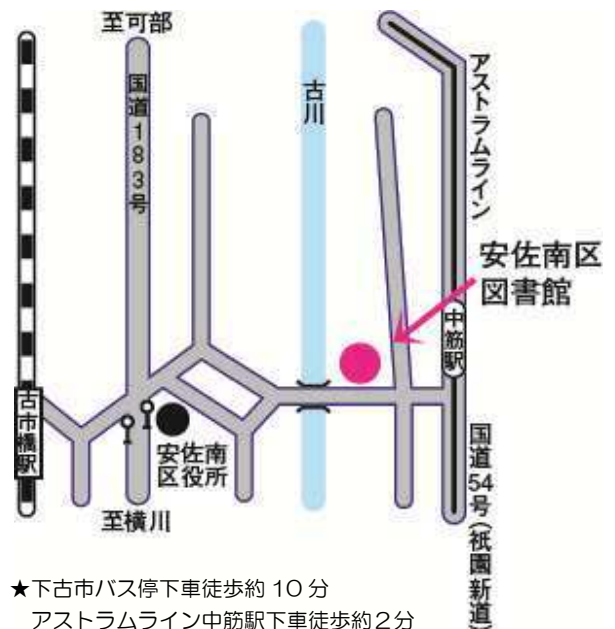 至可部
国道183号
古川
アストラムライン
安佐南区
図書館
中筋駅
古市橋駅
安佐南
区役所
至横川
国道54号(祇園新道)
★下古市バス停下車徒歩約10分
アストラムライン中筋駅下車徒歩約2分